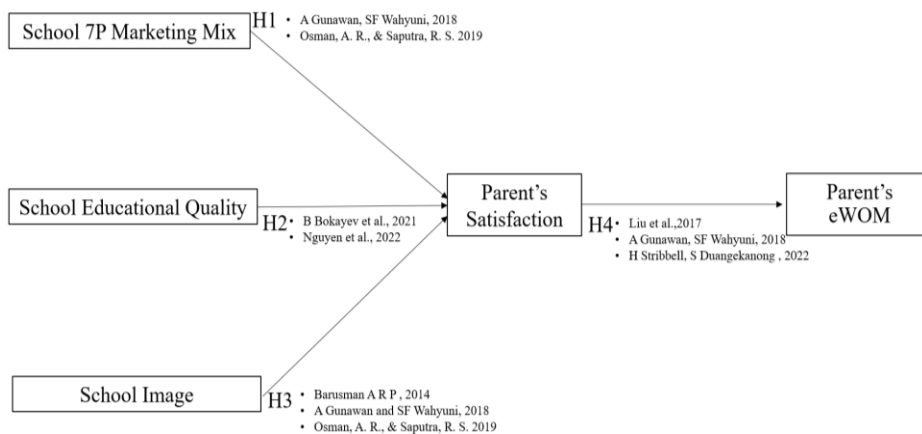 School 7P Marketing Mix
H1
• A Gunawan, SF Wahyuni, 2018
• Osman, A. R., & Saputra, R. S. 2019
School Educational Quality
H2
• B Bokayev et al., 2021
• Nguyen et al., 2022
Parent's
Satisfaction
H4
• Liu et al.,2017
• A Gunawan, SF Wahyuni, 2018
• H Stribbell, S Duangekanong , 2022
Parent's
eWOM
School Image
H3
• Barusman A R P , 2014
• A Gunawan and SF Wahyuni, 2018
• Osman, A. R., & Saputra, R. S. 2019